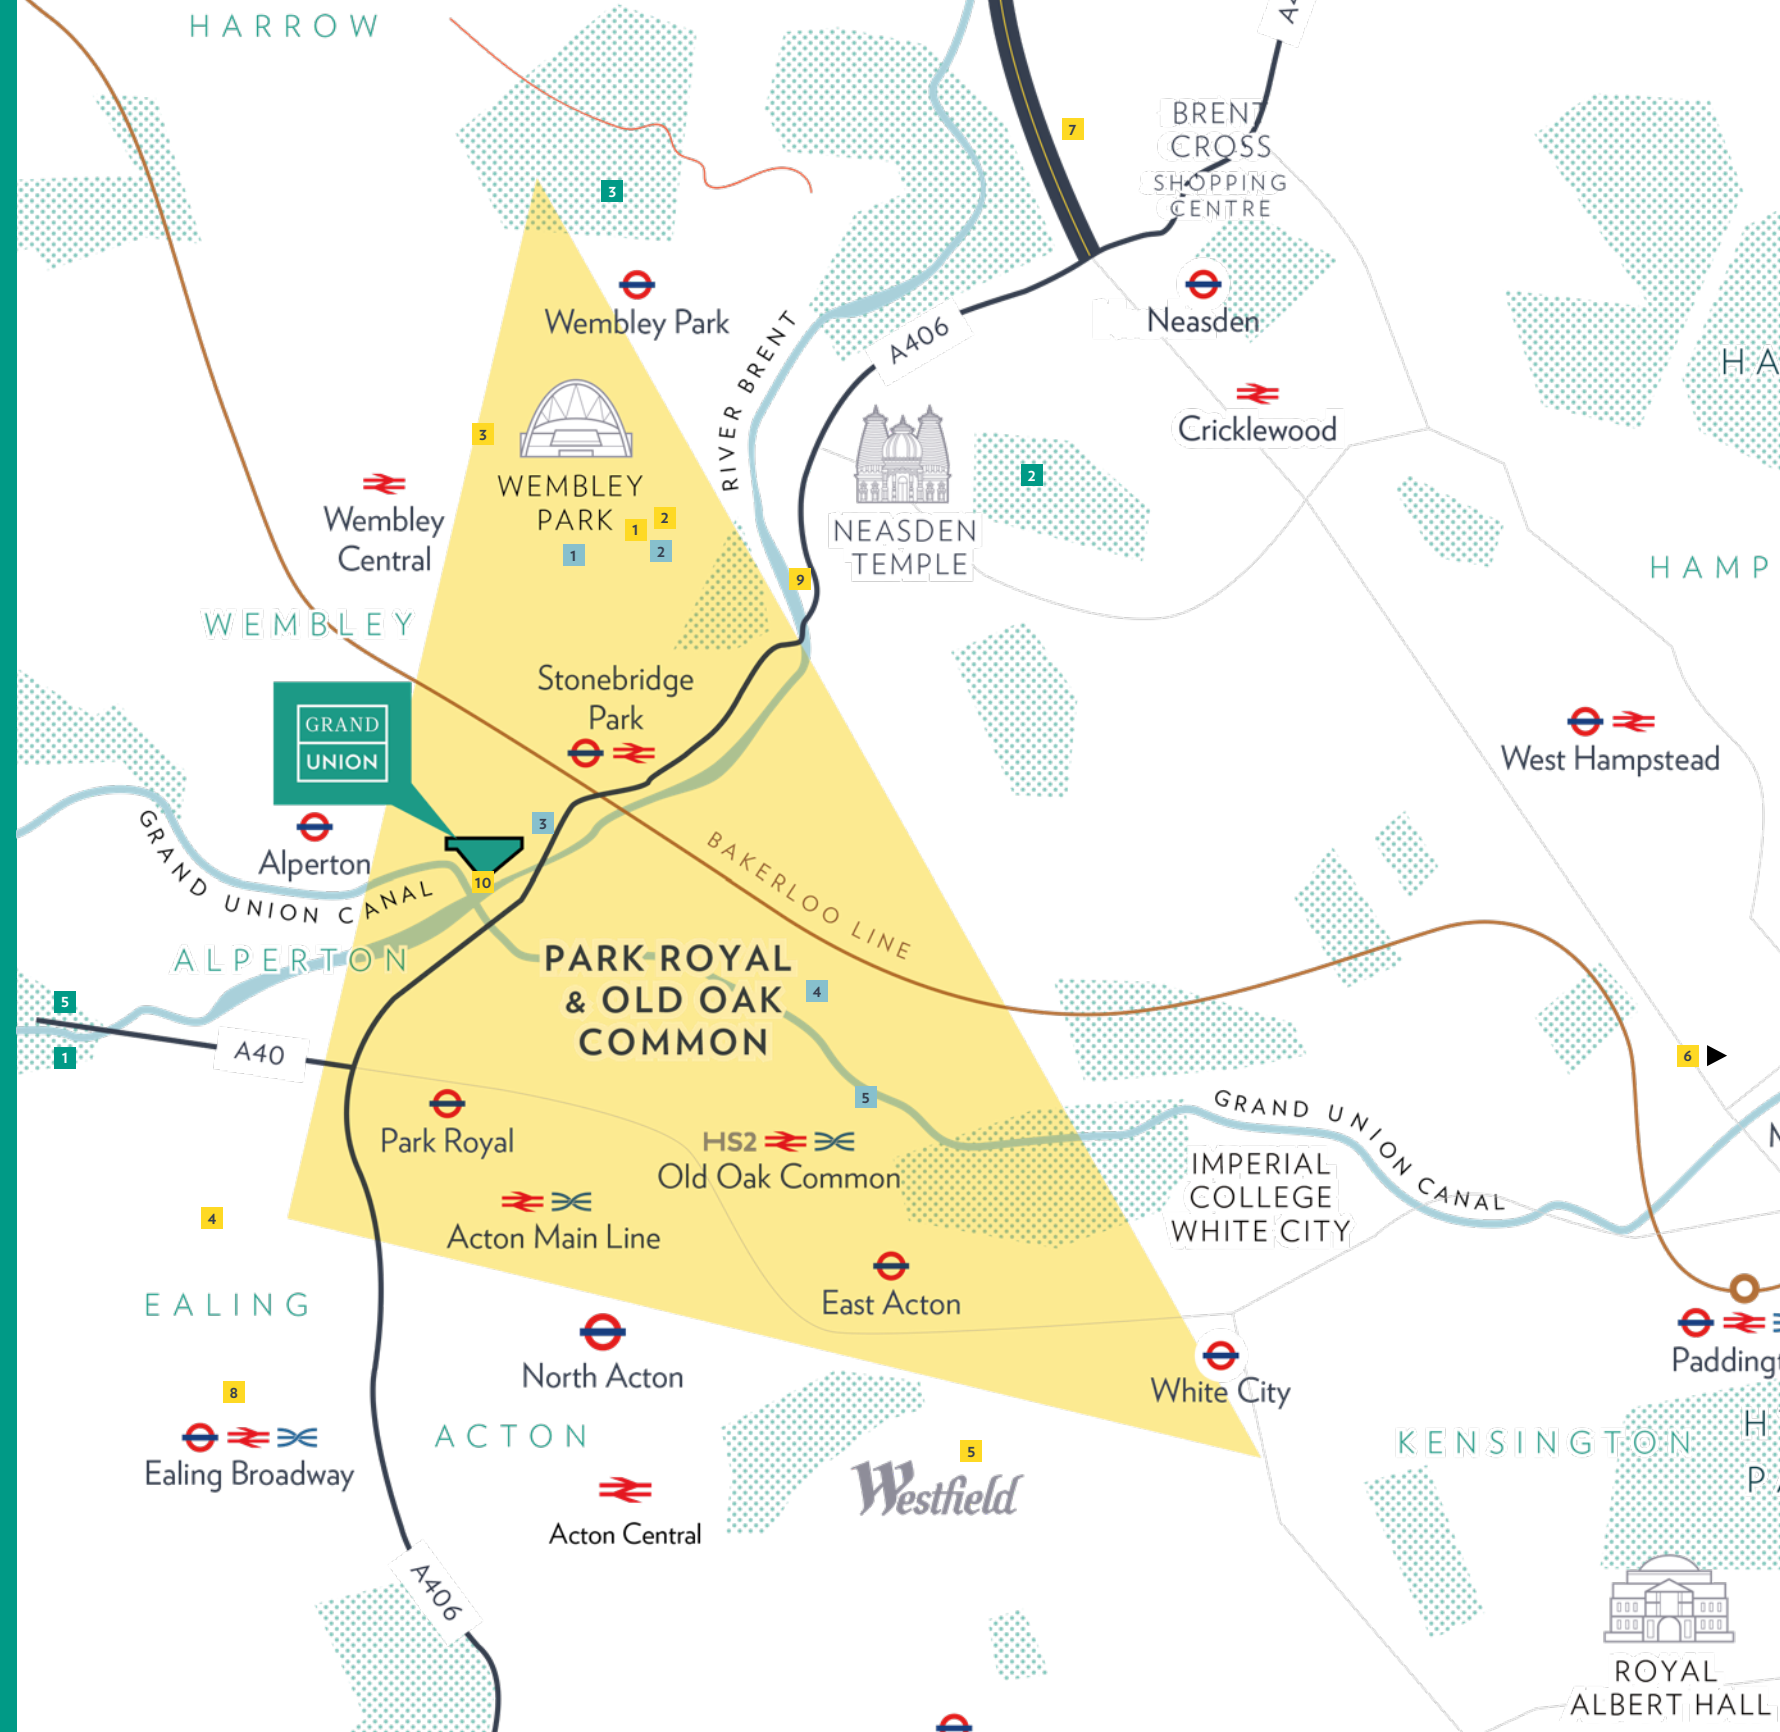 HARROW
A4
7
BRENT
CROSS
SHOPPING
CENTRE
3
Wembley Park
Neasden
RIVER BRENT
A406
HA
Cricklewood
3
WEMBLEY
PARK
1
2
1
2
2
Wembley
Central
NEASDEN
TEMPLE
9
HAMP
WEMBLEY
Stonebridge
Park
GRAND
UNION
West Hampstead
3
Alperton
GRAND UNION CANAL
10
BAKERLOO LINE
ALPERTON
PARK ROYAL
& OLD OAK
COMMON
4
5
1
A40
6
5
Park Royal
HS2
Old Oak Common
GRAND UNION CANAL
IMPERIAL
COLLEGE
WHITE CITY
4
Acton Main Line
EALING
East Acton
North Acton
White City
Paddingt
8
Ealing Broadway
ACTON
5
Westfield
KENSINGTON
H
PA
Acton Central
A406
ROYAL
ALBERT HALL